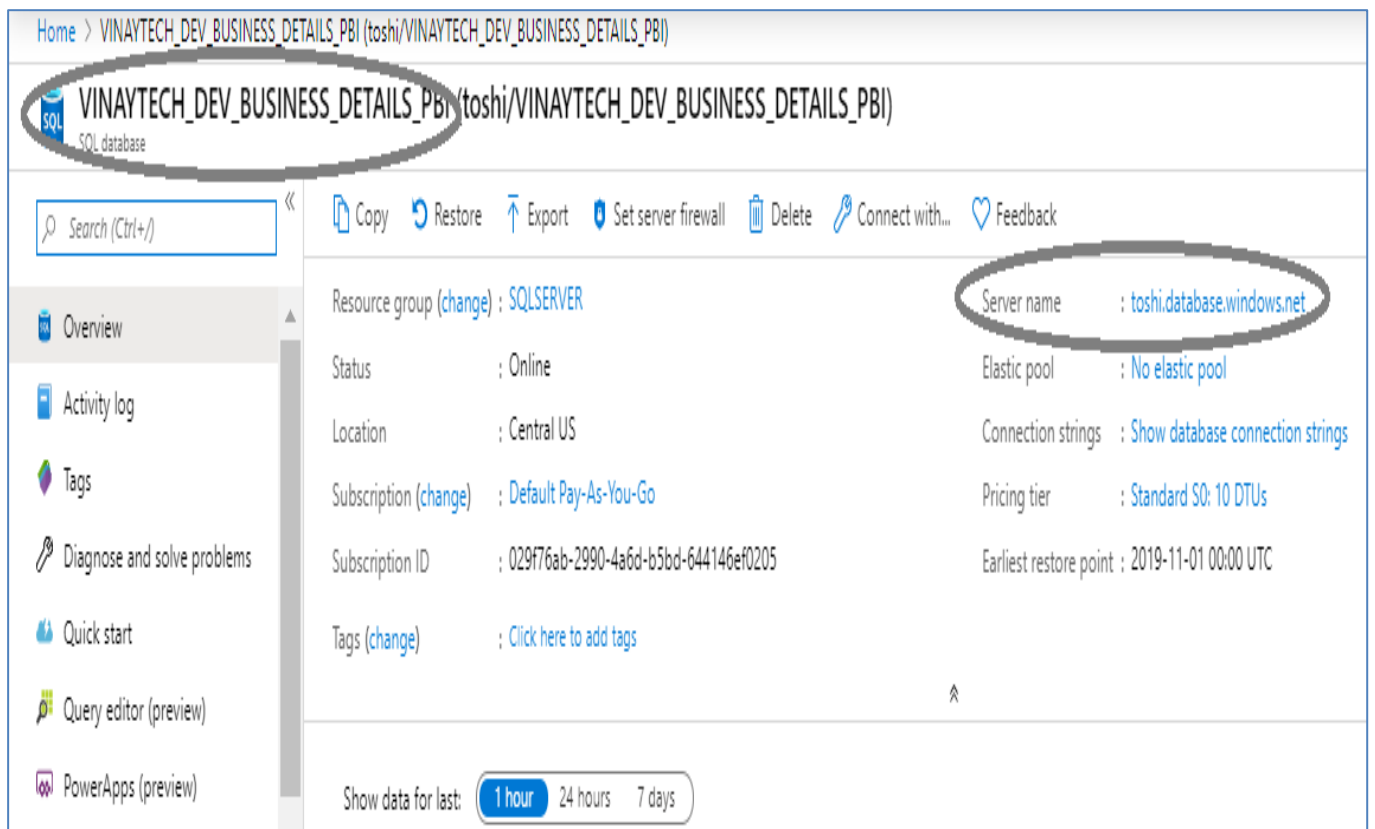 Home > VINAYTECH_DEV_BUSINESS_DETAILS_PBI (toshi/VINAYTECH_DEV_BUSINESS_DETAILS_PBI)
VINAYTECH_DEV_BUSINESS_DETAILS_PBI (toshi/VINAYTECH_DEV_BUSINESS_DETAILS_PBI)
SQL
SQL database
Search (Ctrl+/)
«
Copy Restore Export Set server firewall Delete Connect with... Feedback
Overview
Activity log
Tags
Diagnose and solve problems
Quick start
Query editor (preview)
PowerApps (preview)
Resource group (change) : SQLSERVER
Status : Online
Location : Central US
Subscription (change) : Default Pay-As-You-Go
Subscription ID : 029f76ab-2990-4a6d-b5bd-644146ef0205
Tags (change) : Click here to add tags
Server name : toshi.database.windows.net
Elastic pool : No elastic pool
Connection strings : Show database connection strings
Pricing tier : Standard S0: 10 DTUs
Earliest restore point : 2019-11-01 00:00 UTC
Show data for last: 1 hour 24 hours 7 days